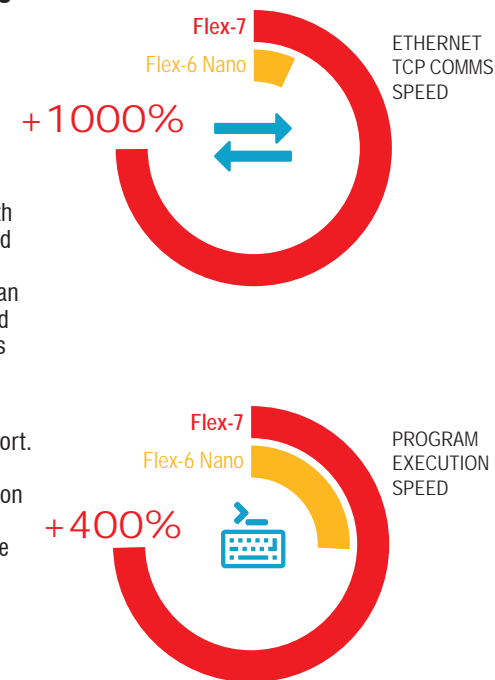 Flex-7
Flex-6 Nano
ETHERNET
TCP COMMS
SPEED
+1000%
ort.
Flex-7
Flex-6 Nano
PROGRAM
EXECUTION
SPEED
+400%